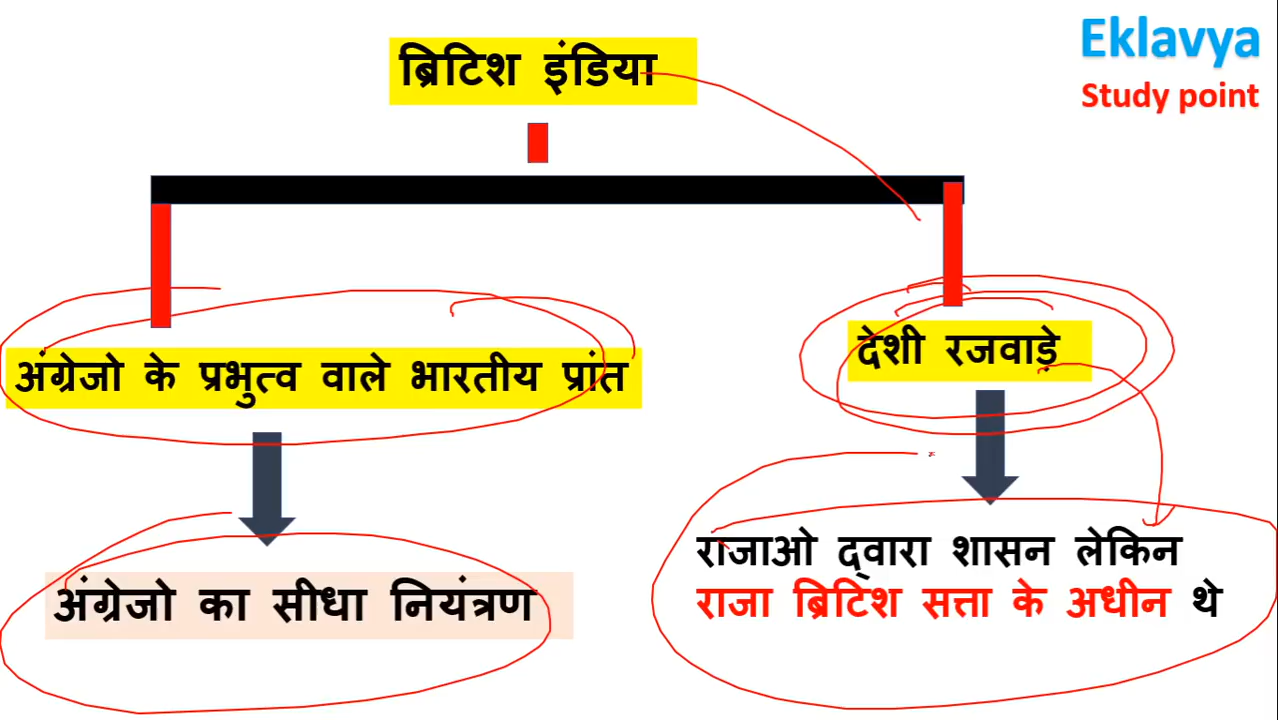 ब्रिटिश इंडिया
Eklavya
Study point
अंग्रेजो के प्रभुत्व वाले भारतीय प्रांत
देशी रजवाड़े
अंग्रेजो का सीधा नियंत्रण
राजाओ द्वारा शासन लेकिन
राजा ब्रिटिश सत्ता के अधीन थे